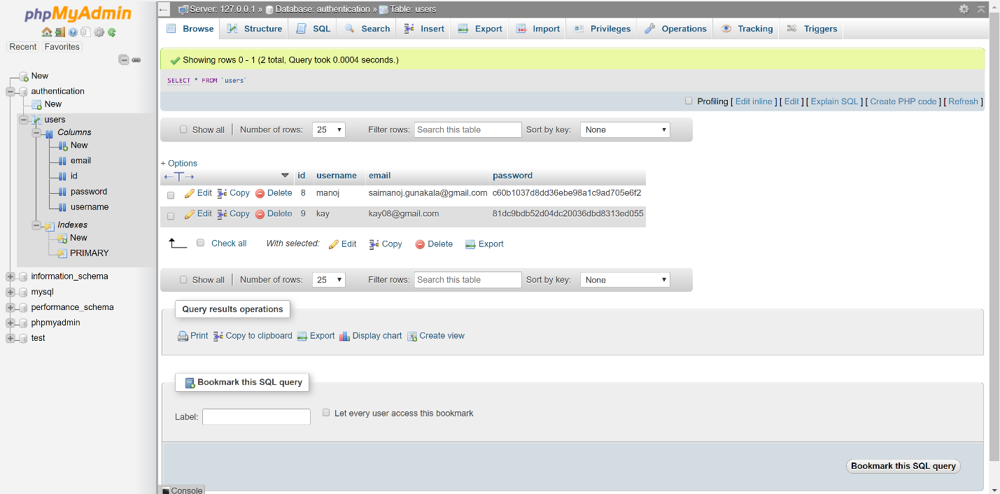 phpMyAdmin
Recent Favorites
New
authentication
New
users
Columns
New
email
id
password
username
Indexes
New
PRIMARY
information_schema
mysql
performance_schema
phpmyadmin
test
Server: 127.0.0.1 » Database: authentication » Table: users
Browse Structure SQL Search Insert Export Import Privileges Operations Tracking Triggers
Showing rows 0 - 1 (2 total, Query took 0.0004 seconds.)
SELECT * FROM `users`
Profiling [ Edit inline ] [ Edit ] [ Explain SQL ] [ Create PHP code ] [ Refresh ]
Show all Number of rows: 25 Filter rows: Search this table Sort by key: None
+ Options
id username email password
Edit Copy Delete 8 manoj saimanoj.gunakala@gmail.com c60b1037d8dd36ebe98a1c9ad705e6f2
Edit Copy Delete 9 kay kay08@gmail.com 81dc9bdb52d04dc20036dbd8313ed055
Check all With selected: Edit Copy Delete Export
Show all Number of rows: 25 Filter rows: Search this table Sort by key: None
Query results operations
Print Copy to clipboard Export Display chart Create view
Bookmark this SQL query
Label: Let every user access this bookmark
Bookmark this SQL query
Console